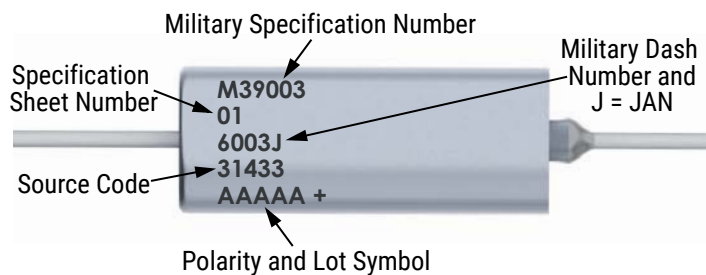 Military Specification Number
Specification
Sheet Number
Military Dash
Number and
J = JAN
M39003
01
6003J
31433
AAAAA +
Source Code
Polarity and Lot Symbol